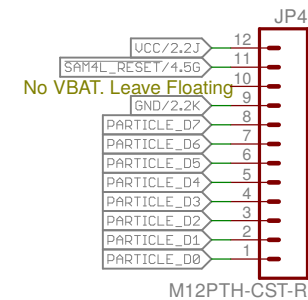 JP4
VCC/2.2J 12
SAM4L_RESET/4.5G 11
No VBAT. Leave Floating 10
GND/2.2K 9
PARTICLE_D7 8
PARTICLE_D6 7
PARTICLE_D5 6
PARTICLE_D4 5
PARTICLE_D3 4
PARTICLE_D2 3
PARTICLE_D1 2
PARTICLE_D0 1
M12PTH-CST-R